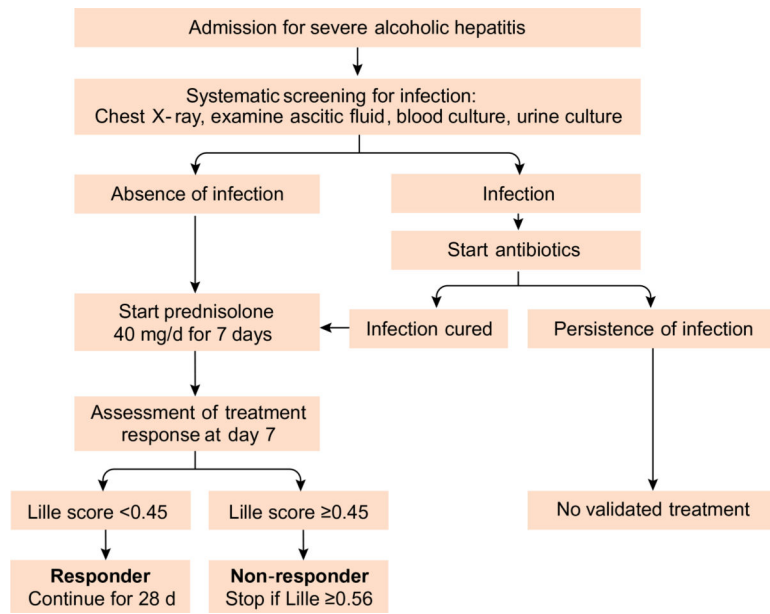 Admission for severe alcoholic hepatitis
Systematic screening for infection:
Chest X-ray, examine ascitic fluid, blood culture, urine culture
Absence of infection
Infection
Start antibiotics
Start prednisolone
40 mg/d for 7 days
Infection cured
Persistence of infection
Assessment of treatment
response at day 7
Lille score <0.45
Lille score ≥0.45
No validated treatment
Responder
Continue for 28 d
Non-responder
Stop if Lille ≥0.56